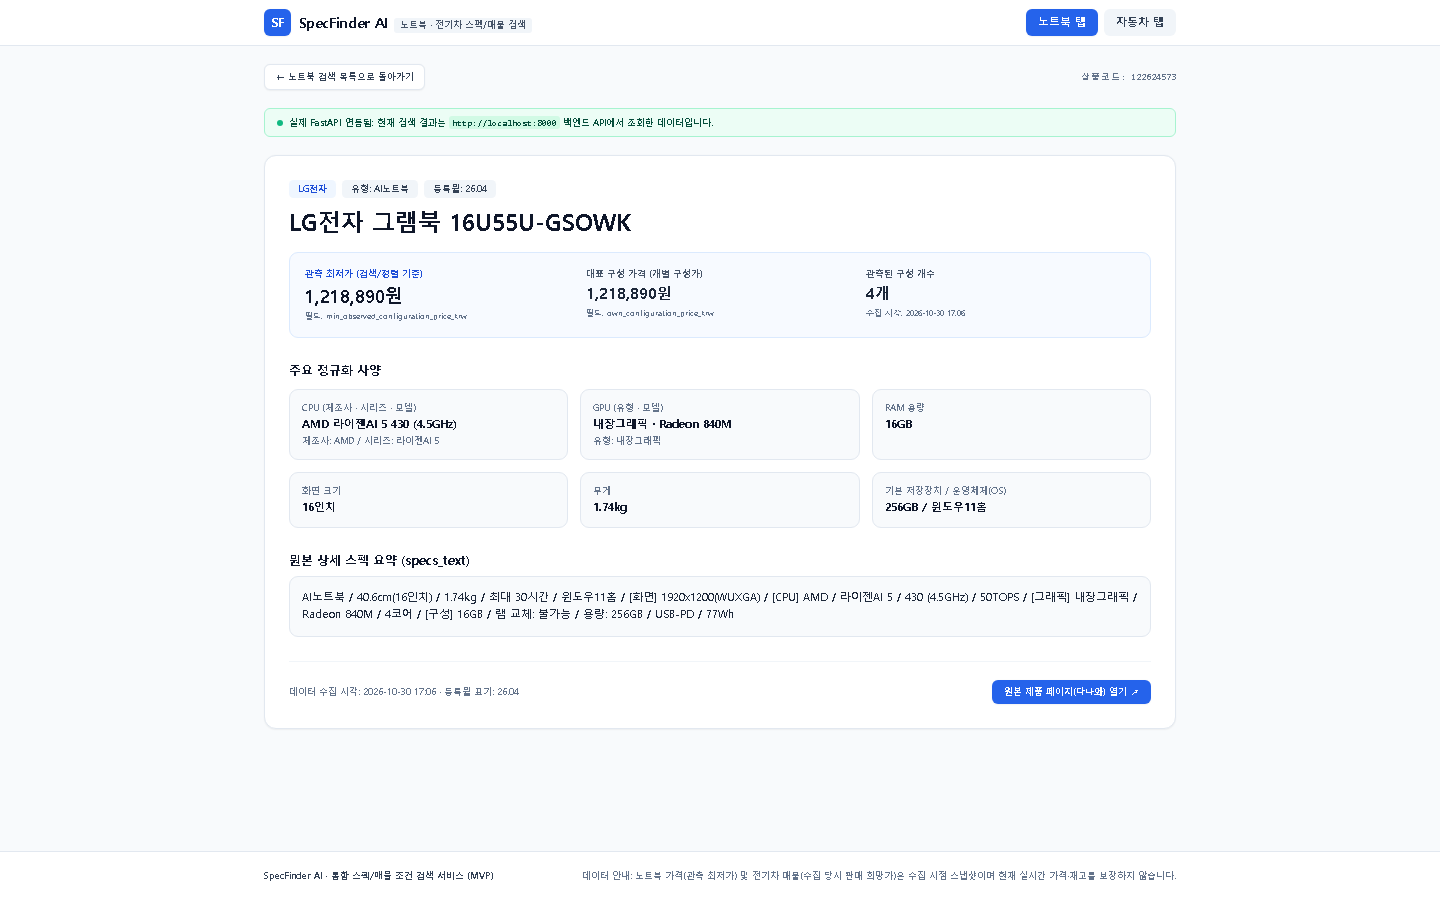 SF SpecFinder AI 노트북 · 전기차 스펙/매물 검색 노트북 탭 자동차 탭
← 노트북 검색 목록으로 돌아가기 상품코드: 122624573
실제 FastAPI 연동됨: 현재 검색 결과는 http://localhost:8000 백엔드 API에서 조회한 데이터입니다.
LG전자 유형: AI노트북 등록월: 26.04
LG전자 그램북 16U55U-GSOWK
관측 최저가 (검색/정렬 기준) 대표 구성 가격 (개별 구성가) 관측된 구성 개수
1,218,890원 1,218,890원 4개
필드: min_observed_configuration_price_krw 필드: own_configuration_price_krw 수집 시각: 2026-10-30 17:06
주요 정규화 사양
CPU (제조사 · 시리즈 · 모델) GPU (유형 · 모델) RAM 용량
AMD 라이젠AI 5 430 (4.5GHz) 내장그래픽 · Radeon 840M 16GB
제조사: AMD / 시리즈: 라이젠AI 5 유형: 내장그래픽
화면 크기 무게 기본 저장장치 / 운영체제(OS)
16인치 1.74kg 256GB / 윈도우11홈
원본 상세 스펙 요약 (specs_text)
AI노트북 / 40.6cm(16인치) / 1.74kg / 최대 30시간 / 윈도우11홈 / [화면] 1920x1200(WUXGA) / [CPU] AMD / 라이젠AI 5 / 430 (4.5GHz) / 50TOPS / [그래픽] 내장그래픽 /
Radeon 840M / 4코어 / [구성] 16GB / 램 교체: 불가능 / 용량: 256GB / USB-PD / 77Wh
데이터 수집 시각: 2026-10-30 17:06 · 등록월 표기: 26.04 원본 제품 페이지(다나와) 열기 ↗
SpecFinder AI · 통합 스펙/매물 조건 검색 서비스 (MVP) 데이터 안내: 노트북 가격(관측 최저가) 및 전기차 매물(수집 당시 판매 희망가)은 수집 시점 스냅샷이며 현재 실시간 가격·재고를 보장하지 않습니다.